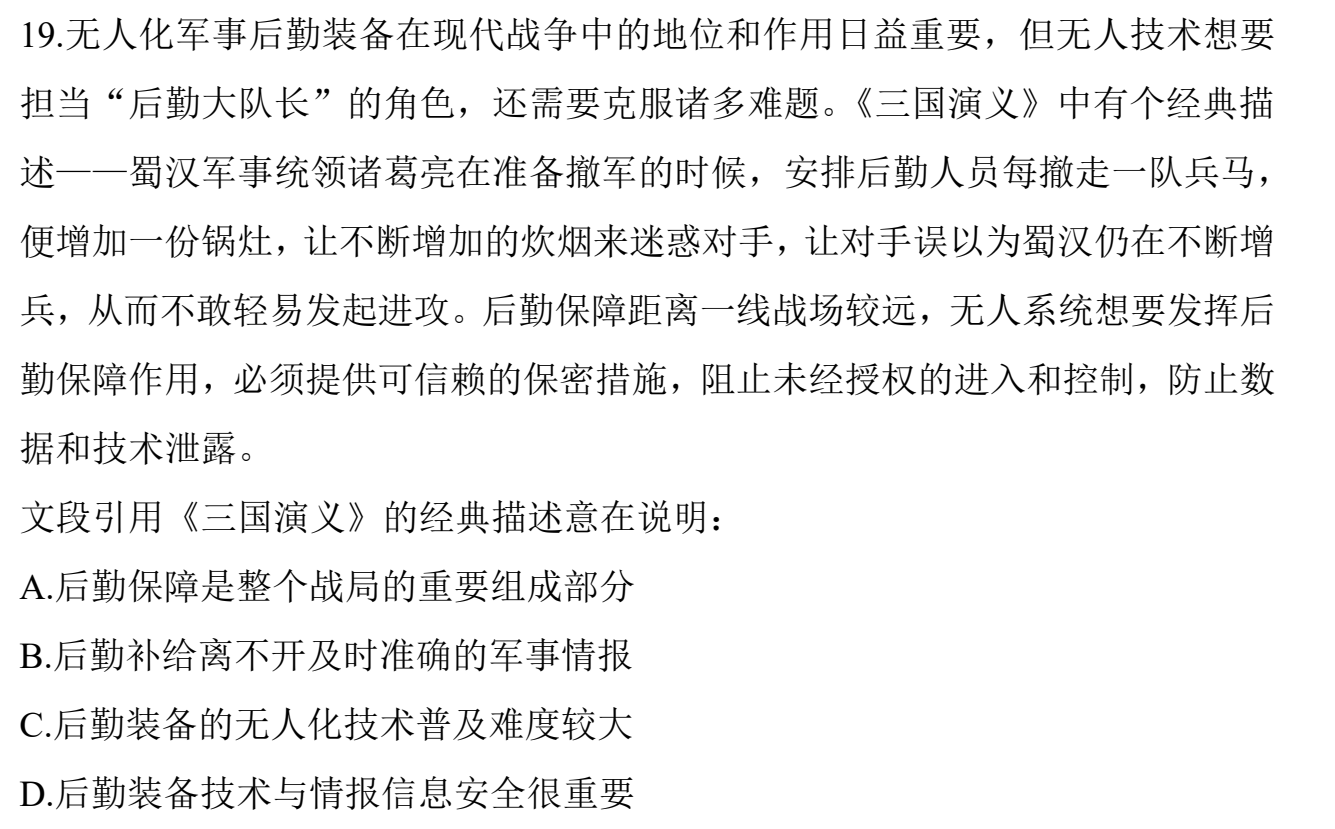 19.无人化军事后勤装备在现代战争中的地位和作用日益重要，但无人技术想要
担当“后勤大队长”的角色，还需要克服诸多难题。《三国演义》中有个经典描
述——蜀汉军事统领诸葛亮在准备撤军的时候，安排后勤人员每撤走一队兵马，
便增加一份锅灶，让不断增加的炊烟来迷惑对手，让对手误以为蜀汉仍在不断增
兵，从而不敢轻易发起进攻。后勤保障距离一线战场较远，无人系统想要发挥后
勤保障作用，必须提供可信赖的保密措施，阻止未经授权的进入和控制，防止数
据和技术泄露。
文段引用《三国演义》的经典描述意在说明：
A.后勤保障是整个战局的重要组成部分
B.后勤补给离不开及时准确的军事情报
C.后勤装备的无人化技术普及难度较大
D.后勤装备技术与情报信息安全很重要